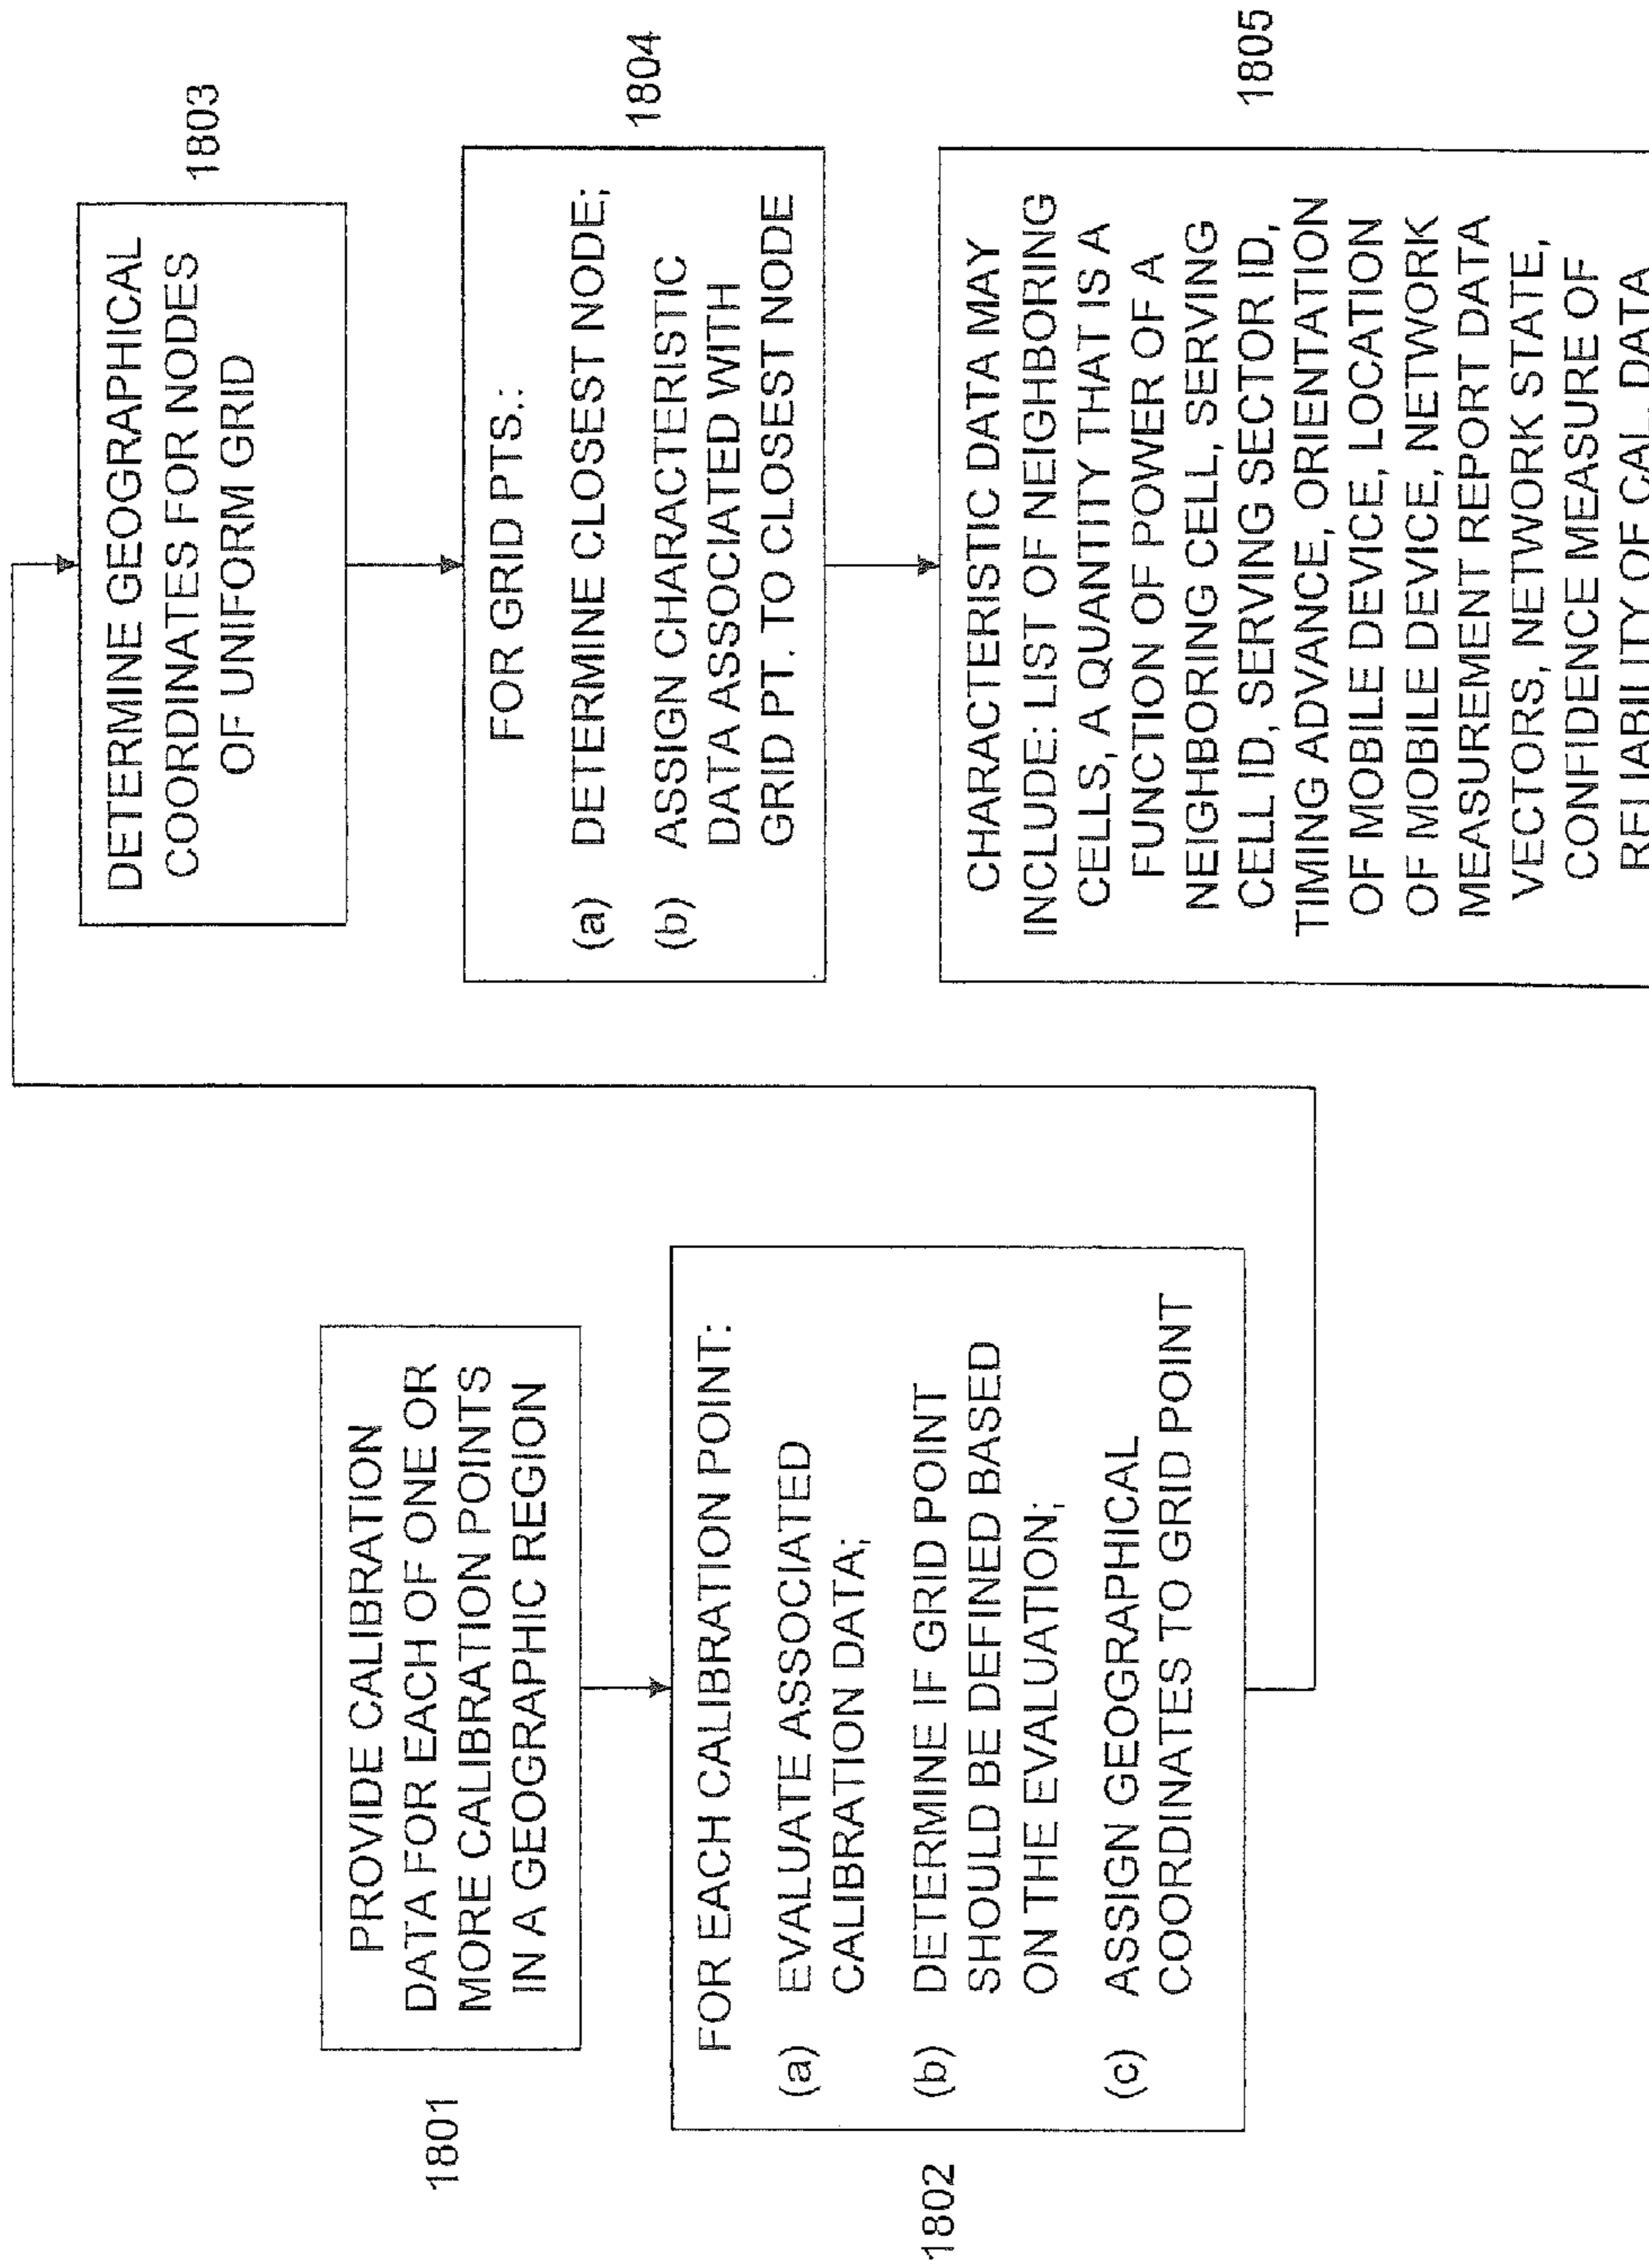 1801
PROVIDE CALIBRATION
DATA FOR EACH OF ONE OR
MORE CALIBRATION POINTS
IN A GEOGRAPHIC REGION
1802
FOR EACH CALIBRATION POINT:
(a) EVALUATE ASSOCIATED
CALIBRATION DATA;
(b) DETERMINE IF GRID POINT
SHOULD BE DEFINED BASED
ON THE EVALUATION;
(c) ASSIGN GEOGRAPHICAL
COORDINATES TO GRID POINT
DETERMINE GEOGRAPHICAL
COORDINATES FOR NODES
OF UNIFORM GRID
1803
FOR GRID PTS.:
(a) DETERMINE CLOSEST NODE;
(b) ASSIGN CHARACTERISTIC
DATA ASSOCIATED WITH
GRID PT. TO CLOSEST NODE
1804
CHARACTERISTIC DATA MAY
INCLUDE: LIST OF NEIGHBORING
CELLS, A QUANTITY THAT IS A
FUNCTION OF POWER OF A
NEIGHBORING CELL, SERVING
CELL ID, SERVING SECTOR ID,
TIMING ADVANCE, ORIENTATION
OF MOBILE DEVICE, LOCATION
OF MOBILE DEVICE, NETWORK
MEASUREMENT REPORT DATA
VECTORS, NETWORK STATE,
CONFIDENCE MEASURE OF
RELIABILITY OF CAL. DATA
1805